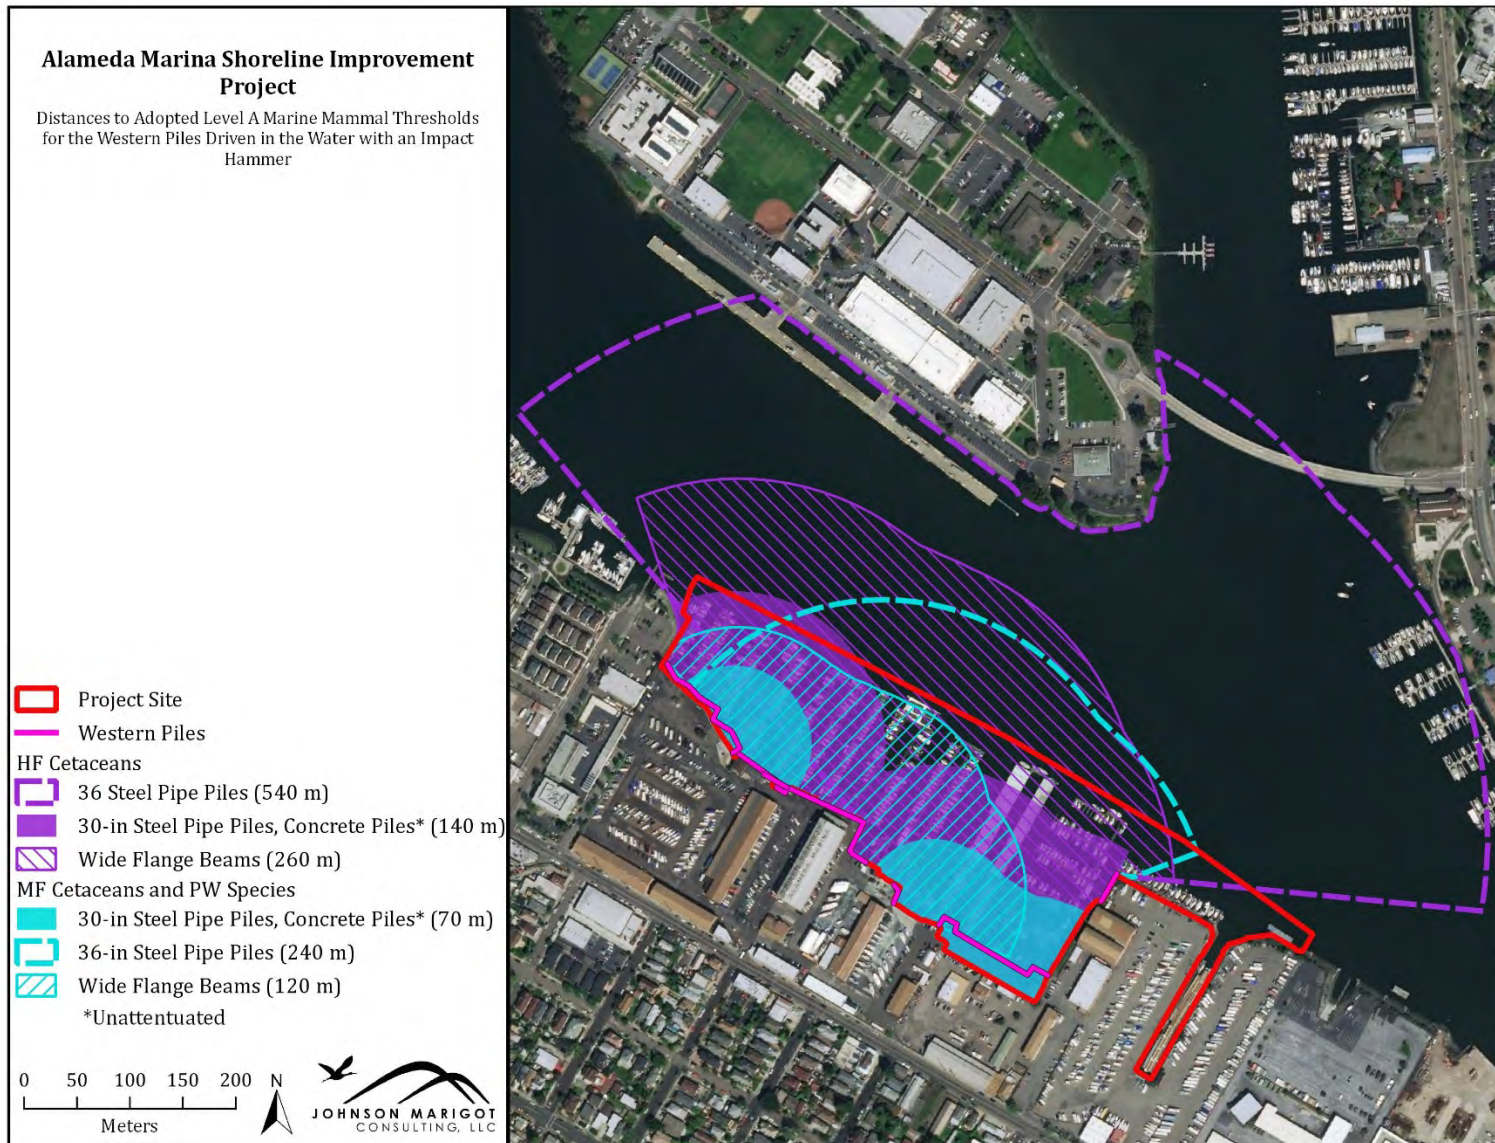 Alameda Marina Shoreline Improvement
Project
Distances to Adopted Level A Marine Mammal Thresholds
for the Western Piles Driven in the Water with an Impact
Hammer
Project Site
Western Piles
HF Cetaceans
36 Steel Pipe Piles (540 m)
30-in Steel Pipe Piles, Concrete Piles* (140 m)
Wide Flange Beams (260 m)
MF Cetaceans and PW Species
30-in Steel Pipe Piles, Concrete Piles* (70 m)
36-in Steel Pipe Piles (240 m)
Wide Flange Beams (120 m)
*Unattentuated
0 50 100 150 200
Meters
N
JOHNSON MARIGOT
CONSULTING, LLC